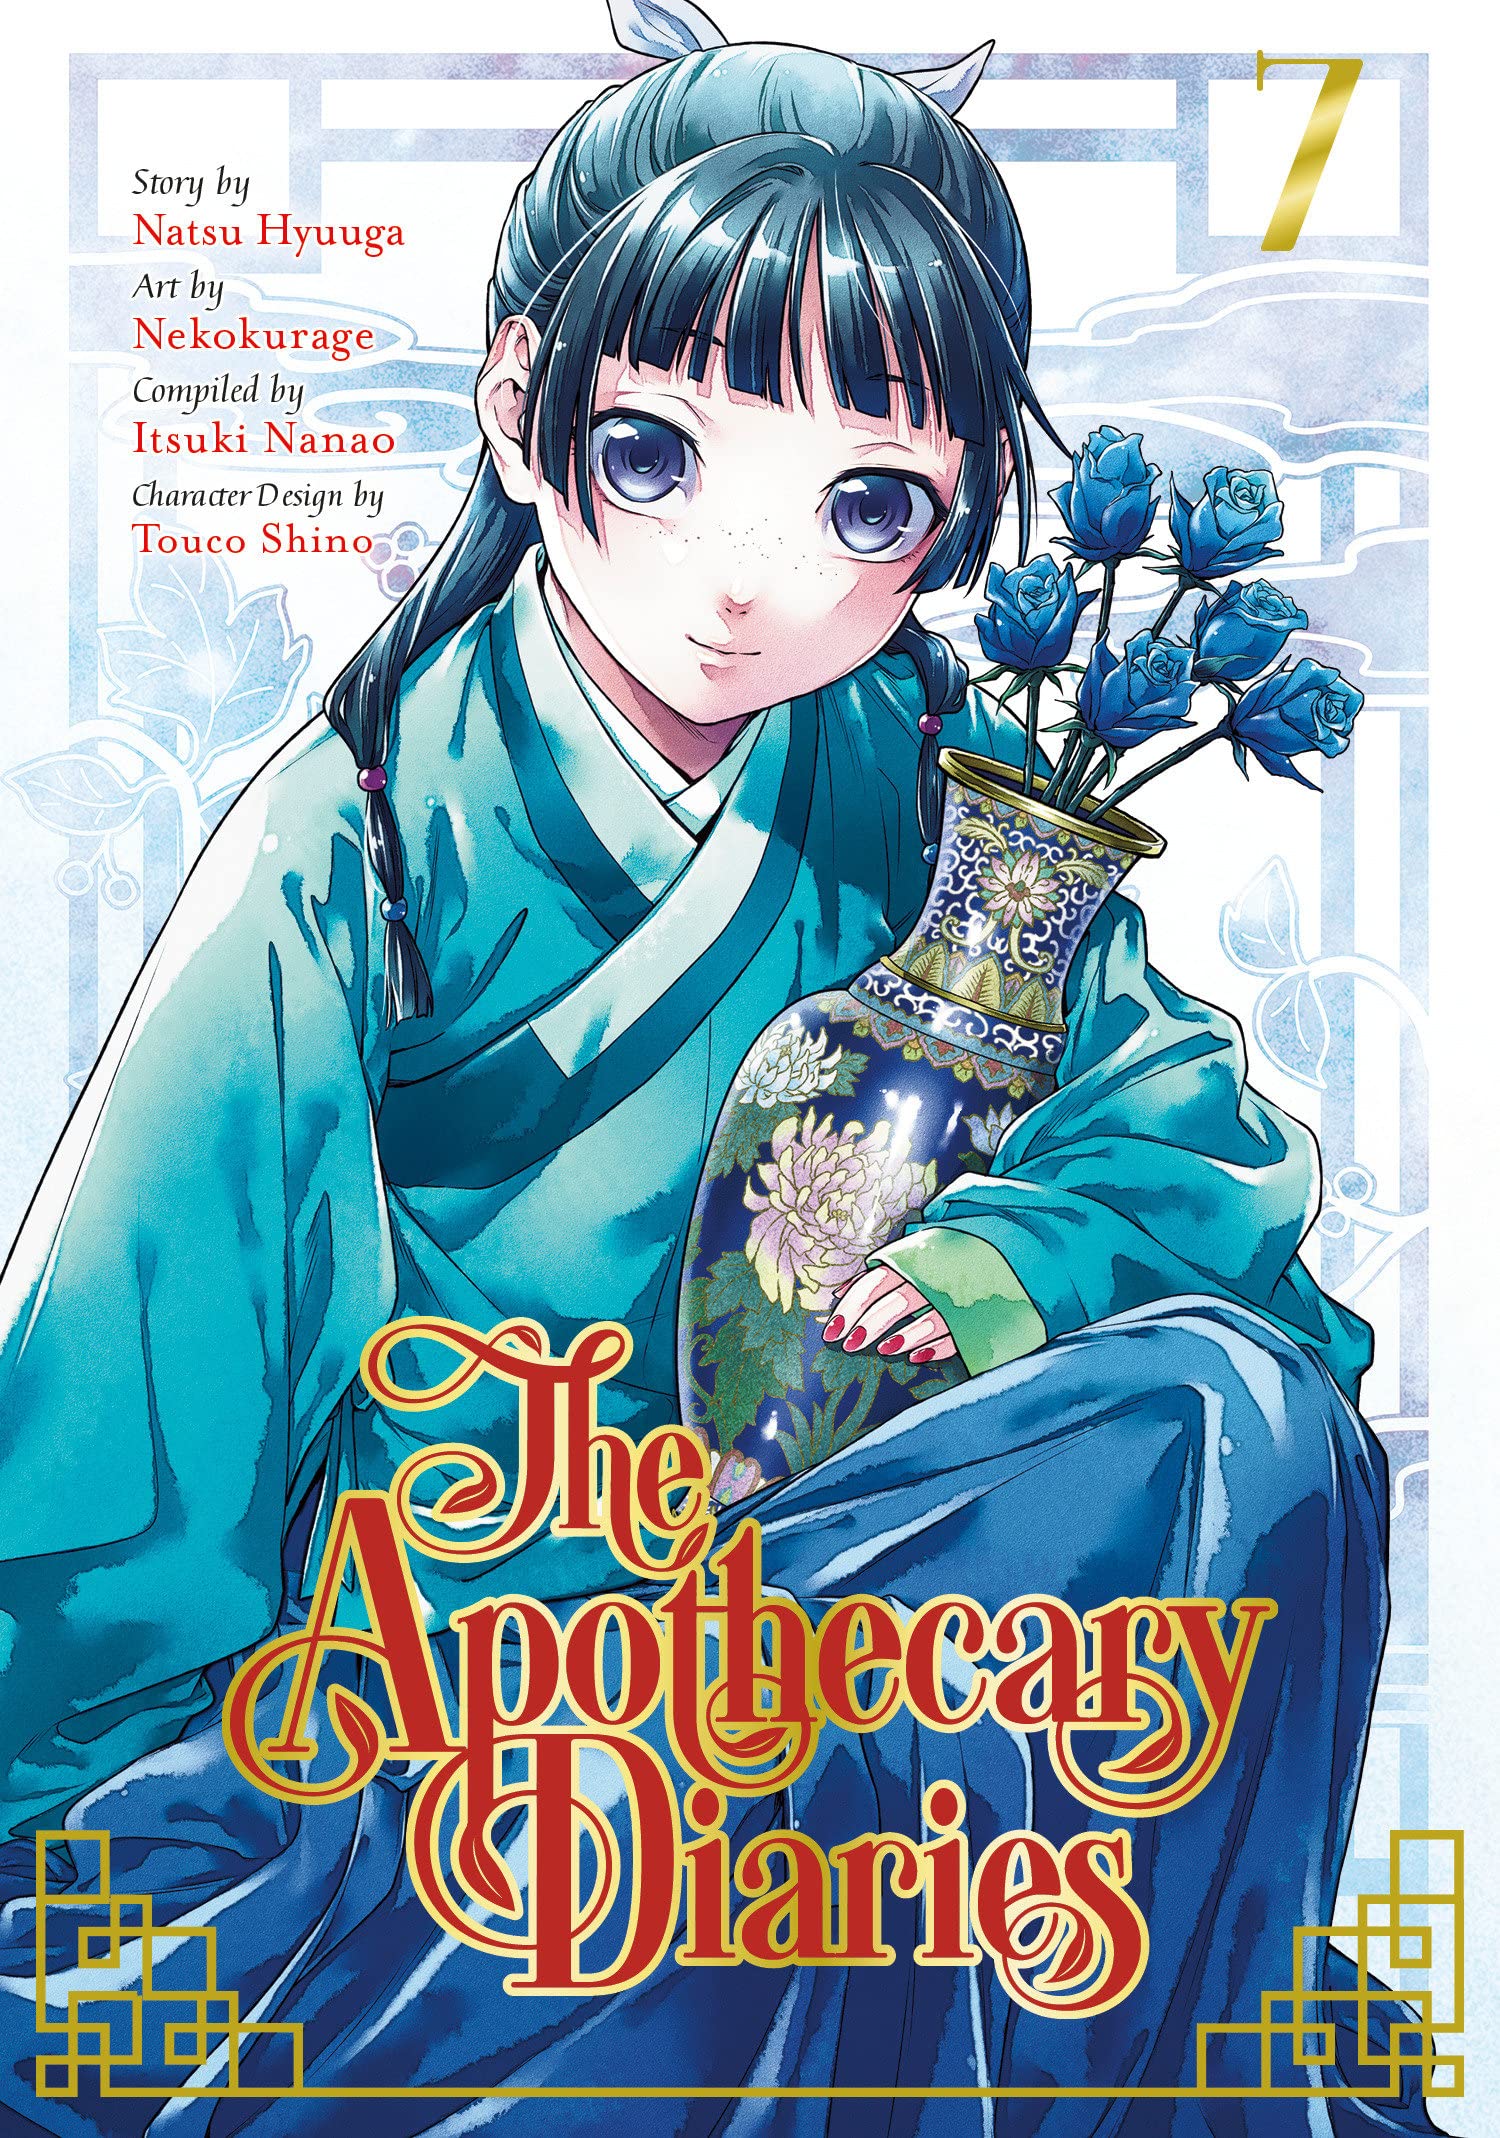 7
Story by
Natsu Hyuuga
Art by
Nekokurage
Compiled by
Itsuki Nanao
Character Design by
Touco Shino
The
Apothecary
Diaries